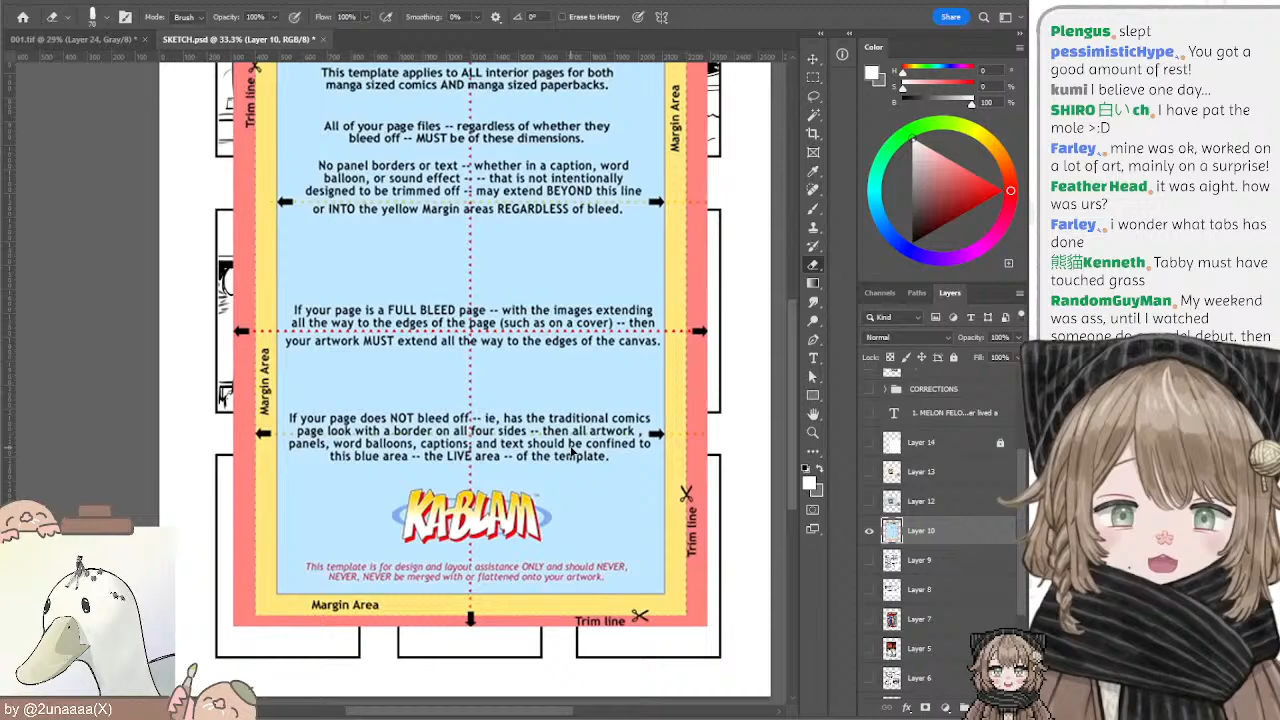 Mode: Brush
Opacity: 100%
Flow: 100%
Smoothing: 0%
0°
Erase to History
Share
70
001.tif @ 29% (Layer 24, Gray/8) *
SKETCH.psd @ 33.3% (Layer 10, RGB/8) *
This template applies to ALL interior pages for both
manga sized comics AND manga sized paperbacks.
All of your page files -- regardless of whether they
bleed off -- MUST be of these dimensions.
No panel borders or text -- whether in a caption, word
balloon, or sound effect -- -- that is not intentionally
designed to be trimmed off -- may extend BEYOND this line
or INTO the yellow Margin areas REGARDLESS of bleed.
If your page is a FULL BLEED page -- with the images extending
all the way to the edges of the page (such as on a cover) -- then
your artwork MUST extend all the way to the edges of the canvas.
If your page does NOT bleed off -- ie, has the traditional comics
page look with a border on all four sides -- then all artwork ,
panels, word balloons, captions, and text should be confined to
this blue area -- the LIVE area -- of the template.
KA-BLAM
This template is for design and layout assistance ONLY and should NEVER,
NEVER, NEVER be merged with or flattened onto your artwork.
Margin Area
Trim line
Trim line
Margin Area
Margin Area
Trim line
Color
H 0 °
S 0 %
B 100 %
Channels Paths Layers
Kind
Normal
Opacity: 100%
Lock:
Fill: 100%
CORRECTIONS
1. MELON FELO...er lived a
Layer 14
Layer 13
Layer 12
Layer 10
Layer 9
Layer 8
Layer 7
Layer 5
Layer 6
Plengus slept
pessimisticHype You got a
good amount of rest!
kumi I believe one day...
SHIRO 白い ch I have pat the
mole >:D
Farley mine was ok, worked on
a lot of art, mainly a surprise!
Feather Head it was aight. how
was urs?
Farley i wonder what tabs has
done
熊貓Kenneth Tabby must have
touched grass
RandomGuyMan My weekend
was ass, until I watched
by @2unaaaa(X)